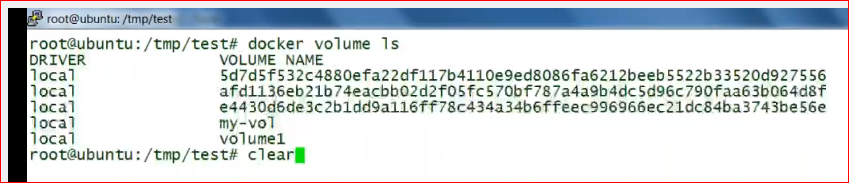 root@ubuntu: /tmp/test
root@ubuntu:/tmp/test# docker volume ls
DRIVER VOLUME NAME
local 5d7d5f532c4880efa22df117b4110e9ed8086fa6212beeb5522b33520d927556
local afd1136eb21b74eacbb02d2f05fc570bf787a4a9b4dc5d96c790faa63b064d8f
local e4430d6de3c2b1dd9a116ff78c434a34b6ffeec996966ec21dc84ba3743be56e
local my-vol
local volume1
root@ubuntu:/tmp/test# clear